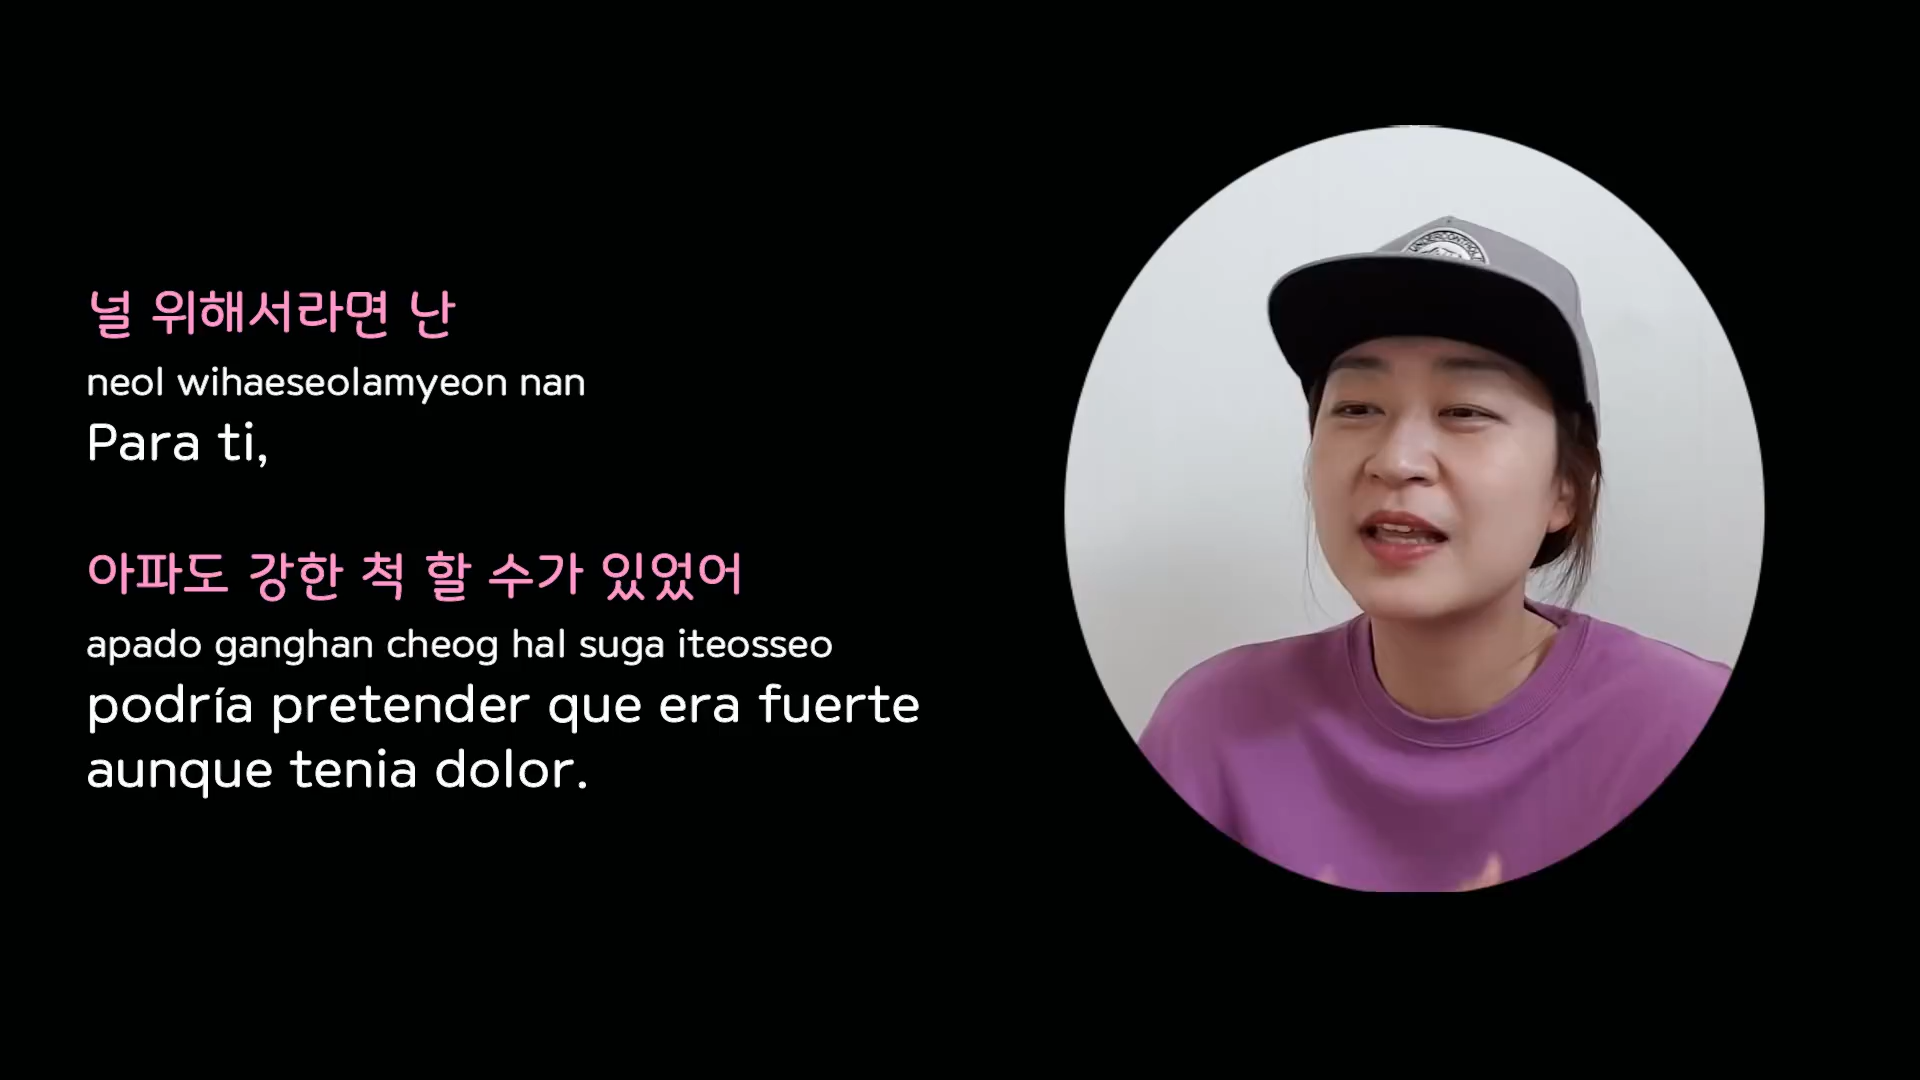 널 위해서라면 난
neol wihaeseolamyeon nan
Para ti,
아파도 강한 척 할 수가 있었어
apado ganghan cheog hal suga iteosseo
podría pretender que era fuerte
aunque tenia dolor.